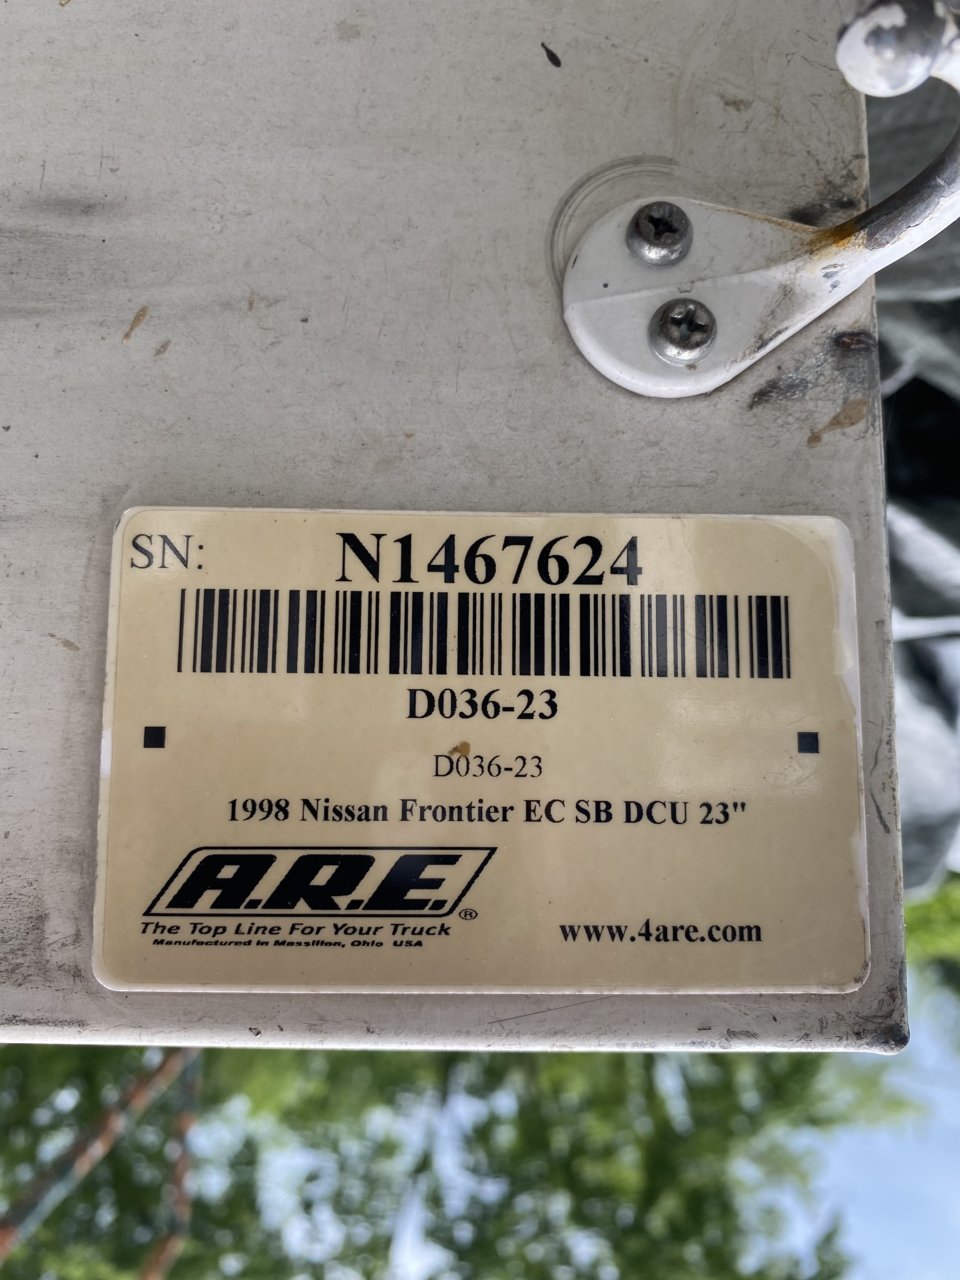 SN: N1467624
D036-23
D036-23
1998 Nissan Frontier EC SB DCU 23"
A.R.E.®
The Top Line For Your Truck
Manufactured in Massillon, Ohio USA
www.4are.com